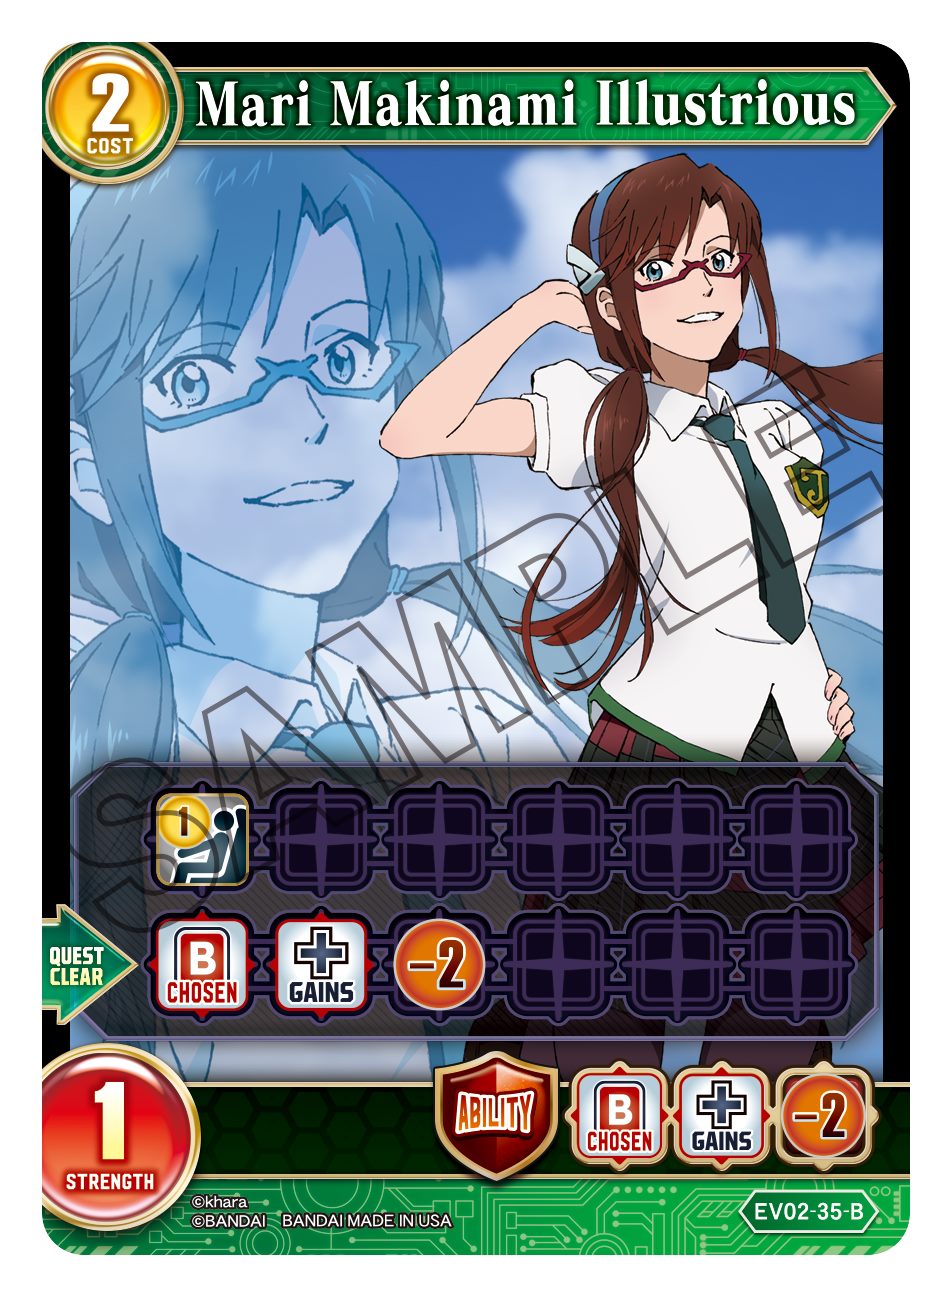 2
COST
Mari Makinami Illustrious
J
SAMPLE
1
QUEST
CLEAR
B
CHOSEN
GAINS
-2
1
STRENGTH
ABILITY
B
CHOSEN
GAINS
-2
©khara
©BANDAI BANDAI MADE IN USA
EV02-35-B